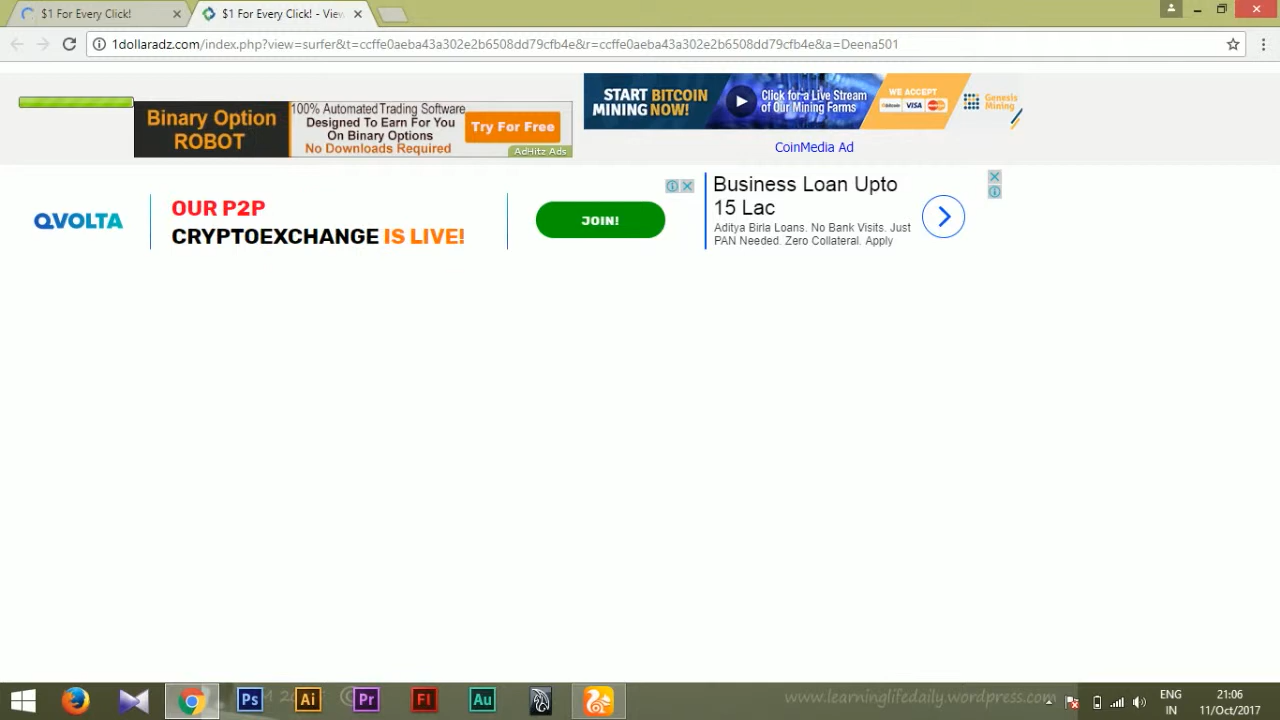 $1 For Every Click!
$1 For Every Click! - View
1dollaradz.com/index.php?view=surfer&t=ccffe0aeba43a302e2b6508dd79cfb4e&r=ccffe0aeba43a302e2b6508dd79cfb4e&a=Deena501
Binary Option
ROBOT
100% Automated Trading Software
Designed To Earn For You
On Binary Options
No Downloads Required
Try For Free
AdHitz Ads
START BITCOIN
MINING NOW!
Click for a Live Stream
of Our Mining Farms
WE ACCEPT
bitcoin VISA
Genesis
Mining
CoinMedia Ad
QVOLTA
OUR P2P
CRYPTOEXCHANGE IS LIVE!
JOIN!
Business Loan Upto
15 Lac
Aditya Birla Loans. No Bank Visits. Just
PAN Needed. Zero Collateral. Apply
Ps
Ai
Pr
Fl
Au
www.learninglifedaily.wordpress.com
ENG
IN
21:06
11/Oct/2017